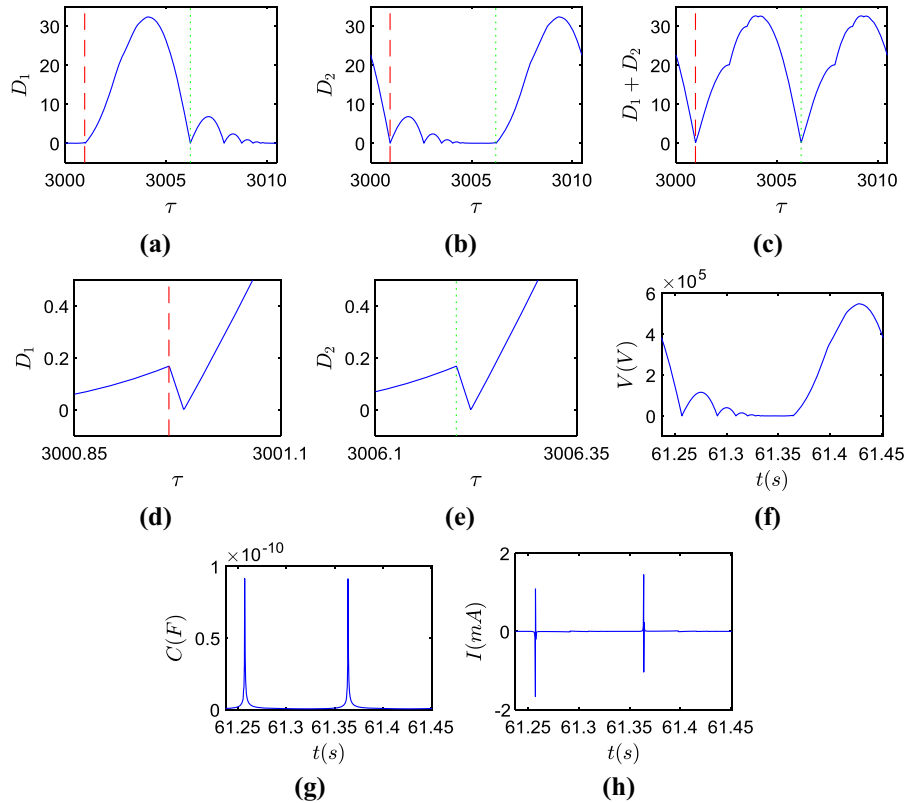 D₁
30
20
10
0
3000 3005 3010
τ
(a)
D₂
30
20
10
0
3000 3005 3010
τ
(b)
D₁ + D₂
30
20
10
0
3000 3005 3010
τ
(c)
D₁
0.4
0.2
0
3000.85 3001.1
τ
(d)
D₂
0.4
0.2
0
3006.1 3006.35
τ
(e)
×10⁵
V(V)
6
4
2
0
61.25 61.3 61.35 61.4 61.45
t(s)
(f)
×10⁻¹⁰
C(F)
1
0.5
0
61.25 61.3 61.35 61.4 61.45
t(s)
(g)
I(mA)
2
0
-2
61.25 61.3 61.35 61.4 61.45
t(s)
(h)